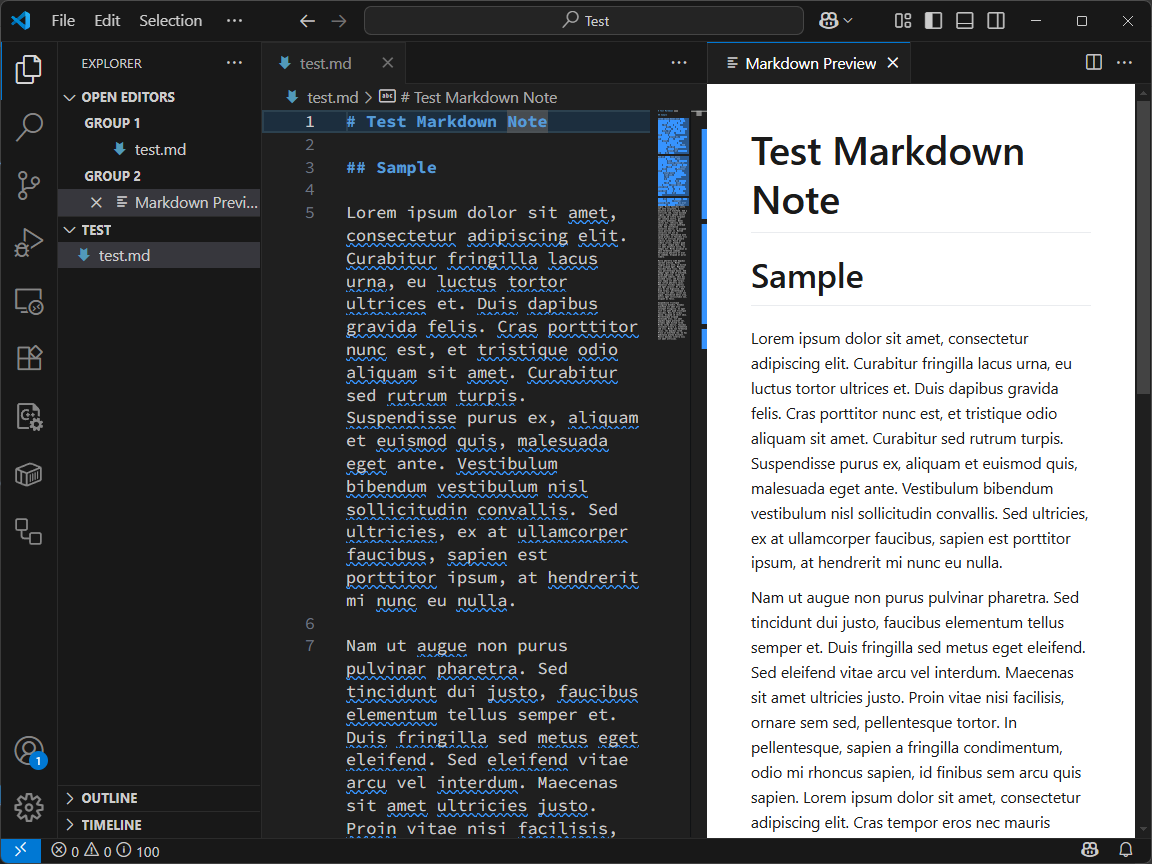 File Edit Selection ··· Test
EXPLORER ···
OPEN EDITORS
GROUP 1
test.md
GROUP 2
Markdown Previ...
TEST
test.md
OUTLINE
TIMELINE
1
test.md ···
test.md > abc # Test Markdown Note
1 # Test Markdown Note
2
3 ## Sample
4
5 Lorem ipsum dolor sit amet,
consectetur adipiscing elit.
Curabitur fringilla lacus
urna, eu luctus tortor
ultrices et. Duis dapibus
gravida felis. Cras porttitor
nunc est, et tristique odio
aliquam sit amet. Curabitur
sed rutrum turpis.
Suspendisse purus ex, aliquam
et euismod quis, malesuada
eget ante. Vestibulum
bibendum vestibulum nisl
sollicitudin convallis. Sed
ultricies, ex at ullamcorper
faucibus, sapien est
porttitor ipsum, at hendrerit
mi nunc eu nulla.
6
7 Nam ut augue non purus
pulvinar pharetra. Sed
tincidunt dui justo, faucibus
elementum tellus semper et.
Duis fringilla sed metus eget
eleifend. Sed eleifend vitae
arcu vel interdum. Maecenas
sit amet ultricies justo.
Proin vitae nisi facilisis,
Markdown Preview ···
Test Markdown
Note
Sample
Lorem ipsum dolor sit amet, consectetur
adipiscing elit. Curabitur fringilla lacus urna, eu
luctus tortor ultrices et. Duis dapibus gravida
felis. Cras porttitor nunc est, et tristique odio
aliquam sit amet. Curabitur sed rutrum turpis.
Suspendisse purus ex, aliquam et euismod quis,
malesuada eget ante. Vestibulum bibendum
vestibulum nisl sollicitudin convallis. Sed ultricies,
ex at ullamcorper faucibus, sapien est porttitor
ipsum, at hendrerit mi nunc eu nulla.
Nam ut augue non purus pulvinar pharetra. Sed
tincidunt dui justo, faucibus elementum tellus
semper et. Duis fringilla sed metus eget eleifend.
Sed eleifend vitae arcu vel interdum. Maecenas
sit amet ultricies justo. Proin vitae nisi facilisis,
ornare sem sed, pellentesque tortor. In
pellentesque, sapien a fringilla condimentum,
odio mi rhoncus sapien, id finibus sem arcu quis
sapien. Lorem ipsum dolor sit amet, consectetur
adipiscing elit. Cras tempor eros nec mauris
0 0 100